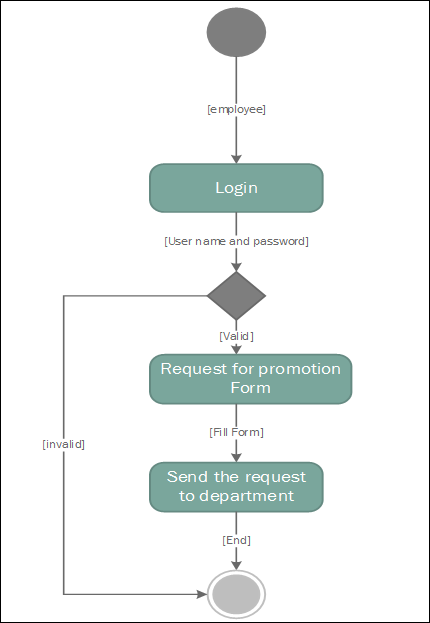 [employee]
Login
[User name and password]
[Valid]
Request for promotion
Form
[Fill Form]
[invalid]
Send the request
to department
[End]